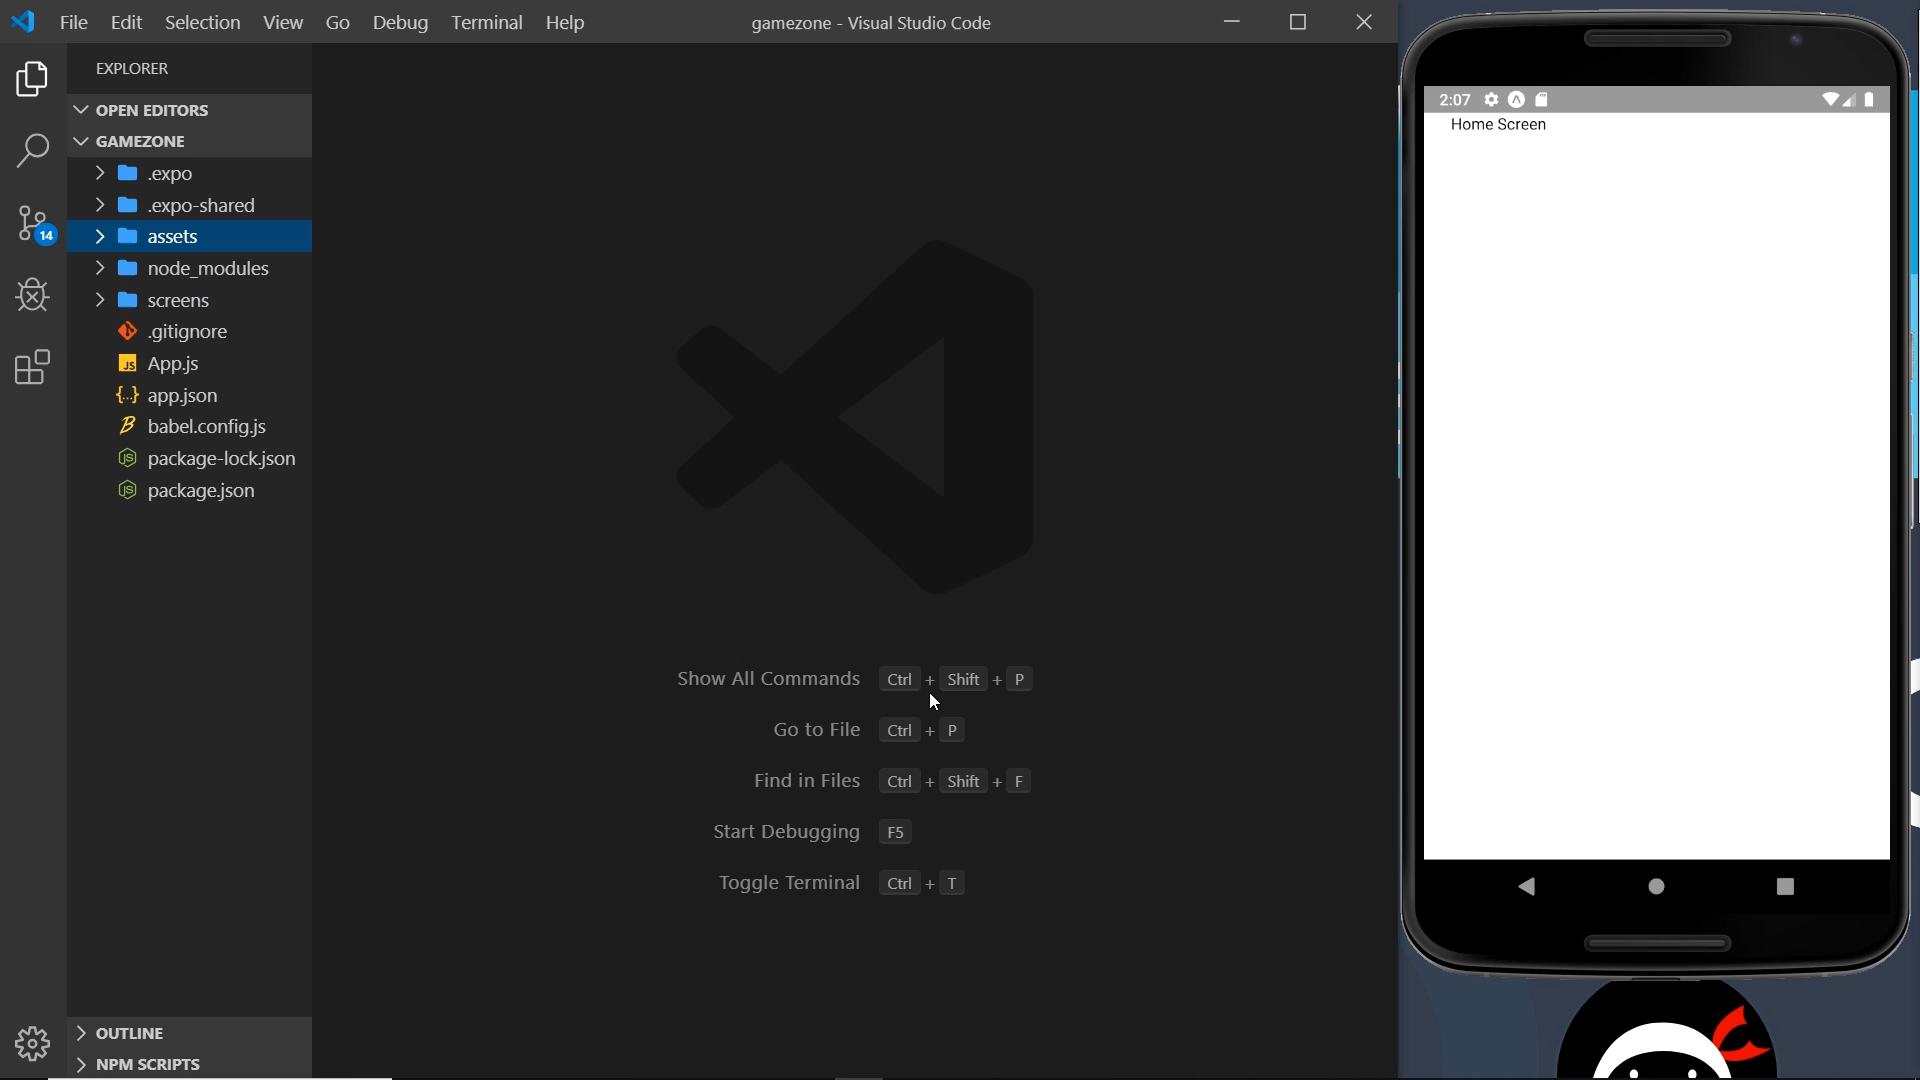 File Edit Selection View Go Debug Terminal Help
gamezone - Visual Studio Code
EXPLORER
OPEN EDITORS
GAMEZONE
.expo
.expo-shared
14
assets
node_modules
screens
.gitignore
JS App.js
{..} app.json
babel.config.js
JS package-lock.json
JS package.json
OUTLINE
NPM SCRIPTS
Show All Commands Ctrl + Shift + P
Go to File Ctrl + P
Find in Files Ctrl + Shift + F
Start Debugging F5
Toggle Terminal Ctrl + T
2:07
Home Screen